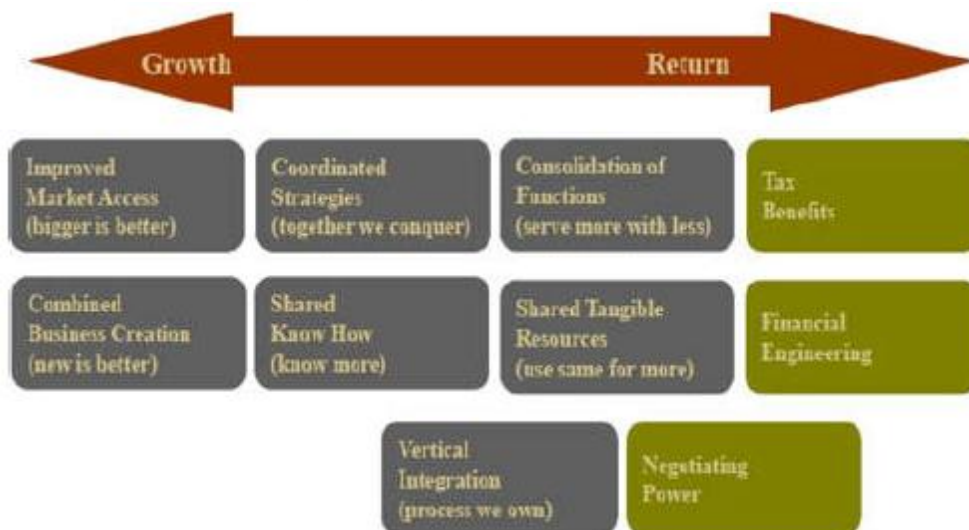 Growth Return
Improved
Market Access
(bigger is better)
Coordinated
Strategies
(together we conquer)
Consolidation of
Functions
(serve more with less)
Tax
Benefits
Combined
Business Creation
(new is better)
Shared
Know How
(know more)
Shared Tangible
Resources
(use same for more)
Financial
Engineering
Vertical
Integration
(process we own)
Negotiating
Power